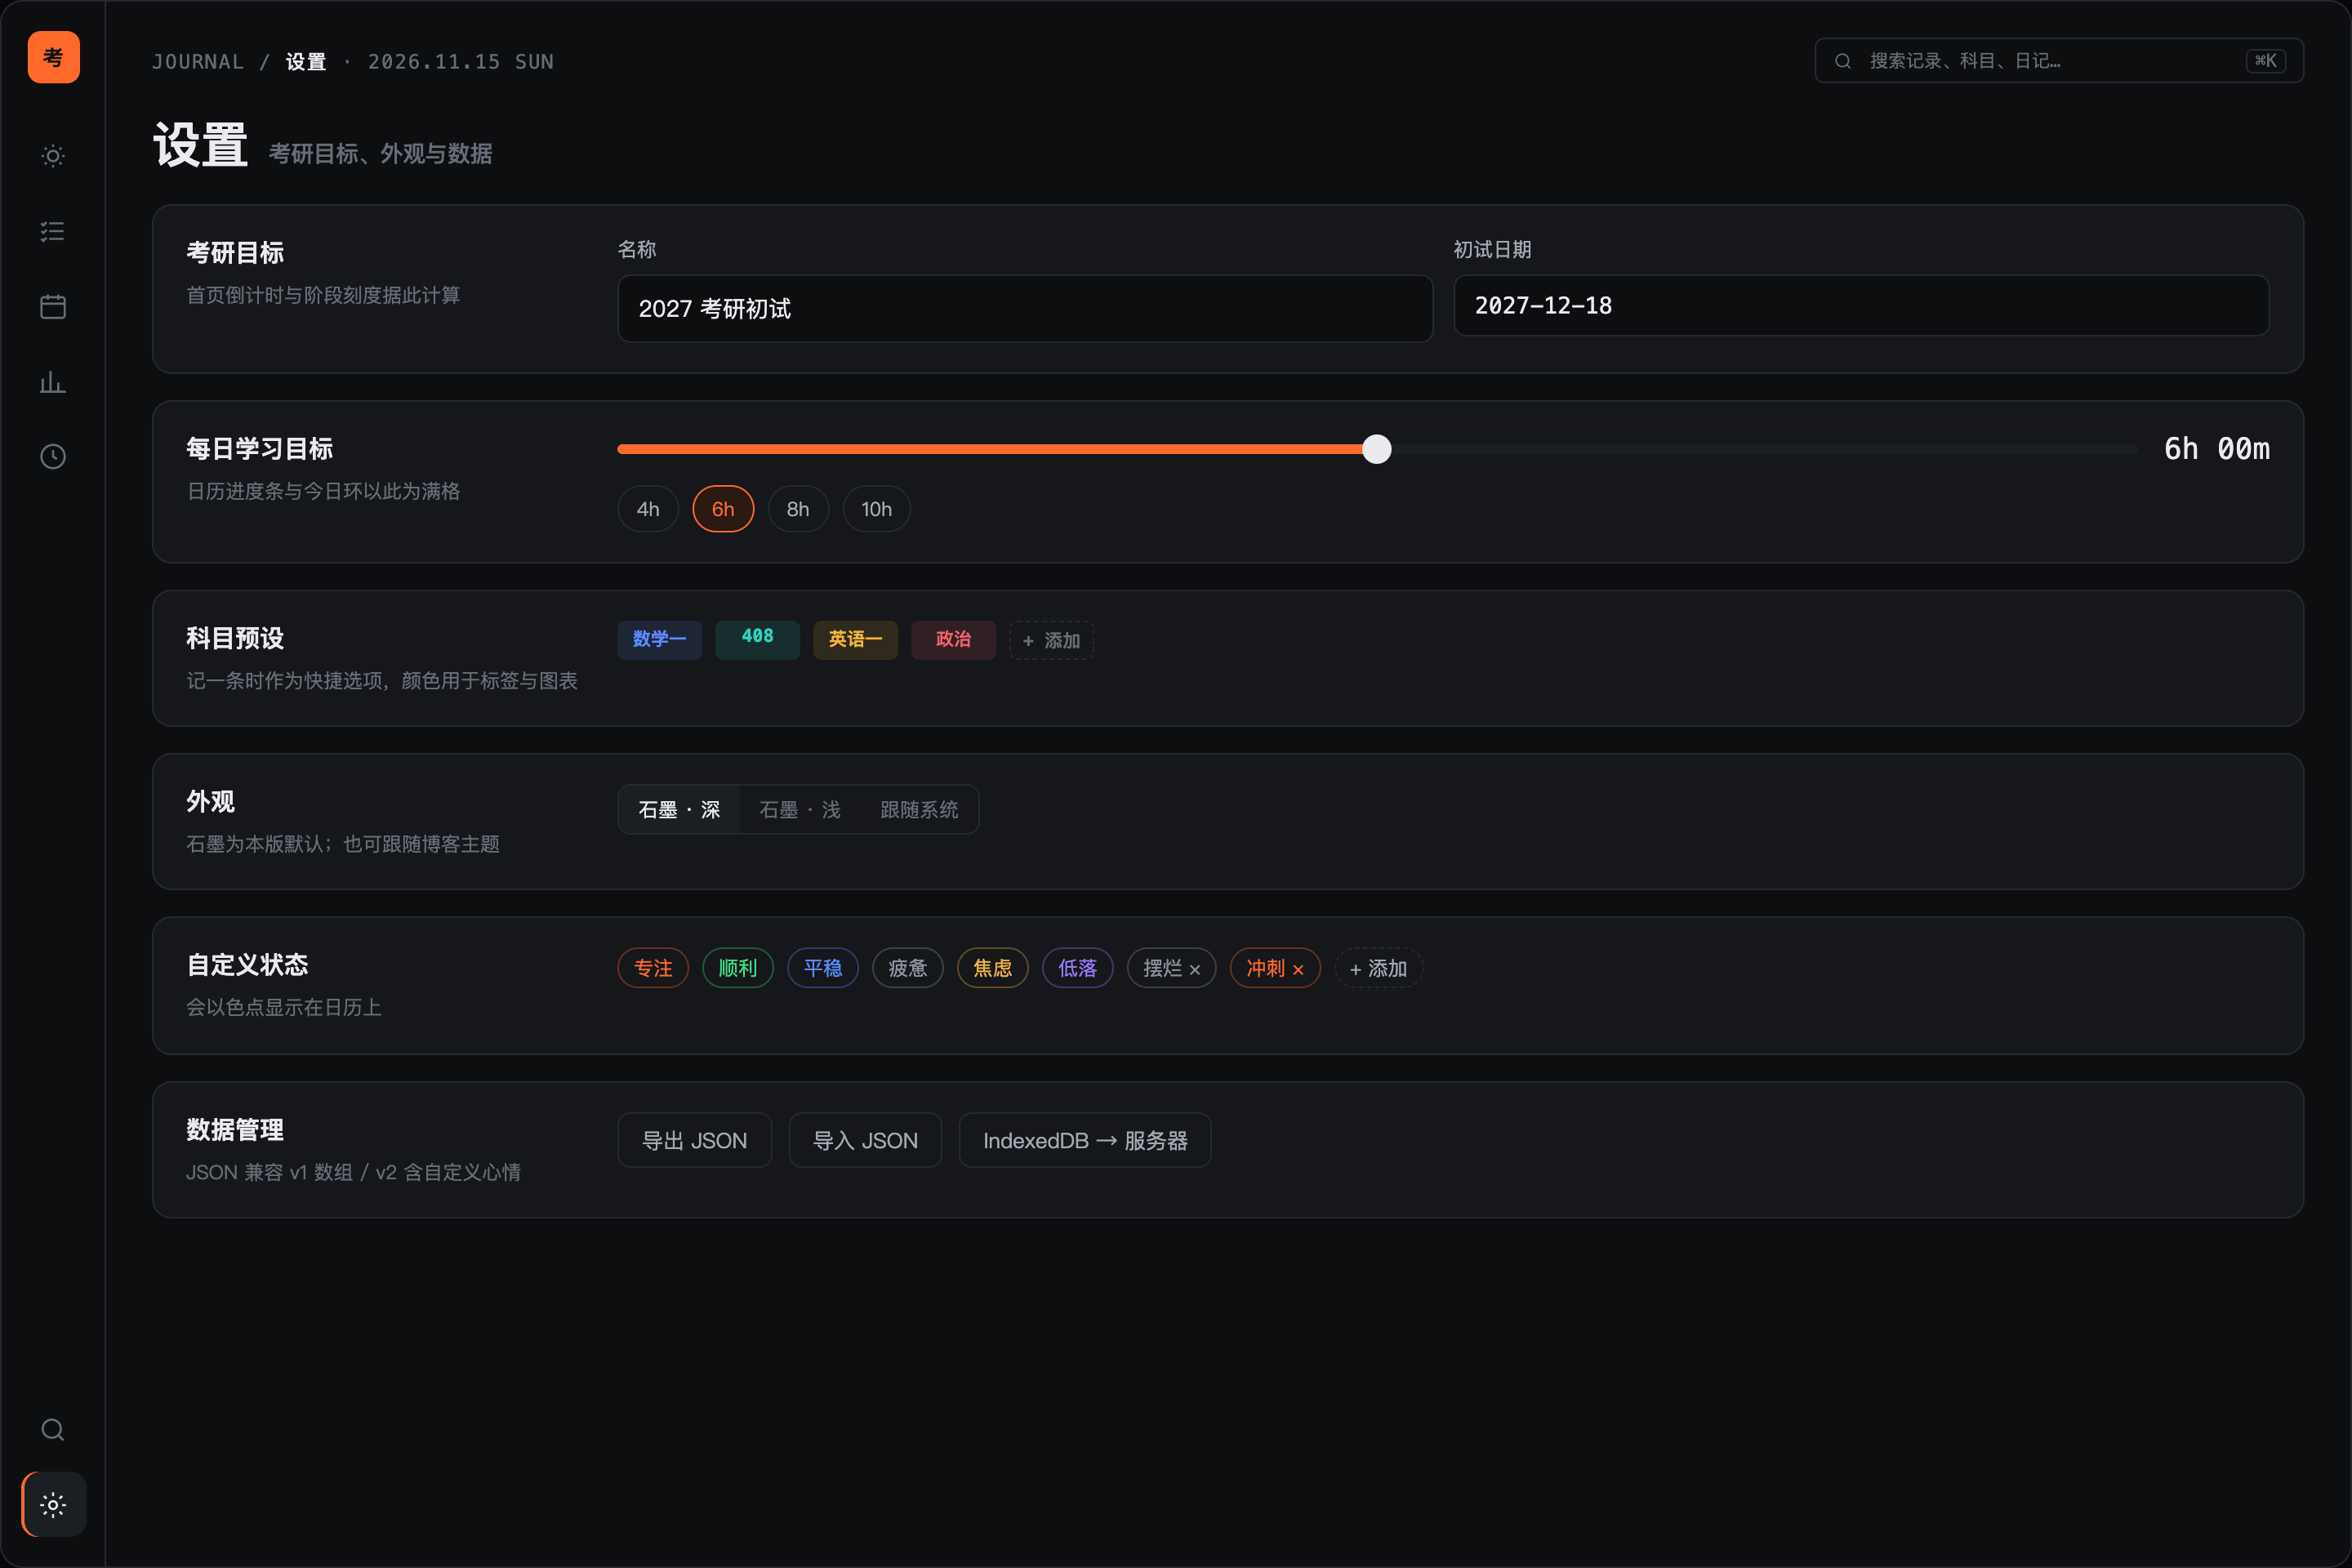 考
JOURNAL / 设置 · 2026.11.15 SUN
搜索记录、科目、日记… ⌘K
设置 考研目标、外观与数据
考研目标
首页倒计时与阶段刻度据此计算
名称
2027 考研初试
初试日期
2027-12-18
每日学习目标
日历进度条与今日环以此为满格
6h 00m
4h 6h 8h 10h
科目预设
记一条时作为快捷选项，颜色用于标签与图表
数学一 408 英语一 政治 + 添加
外观
石墨为本版默认；也可跟随博客主题
石墨 · 深 石墨 · 浅 跟随系统
自定义状态
会以色点显示在日历上
专注 顺利 平稳 疲惫 焦虑 低落 摆烂 × 冲刺 × + 添加
数据管理
JSON 兼容 v1 数组 / v2 含自定义心情
导出 JSON 导入 JSON IndexedDB → 服务器